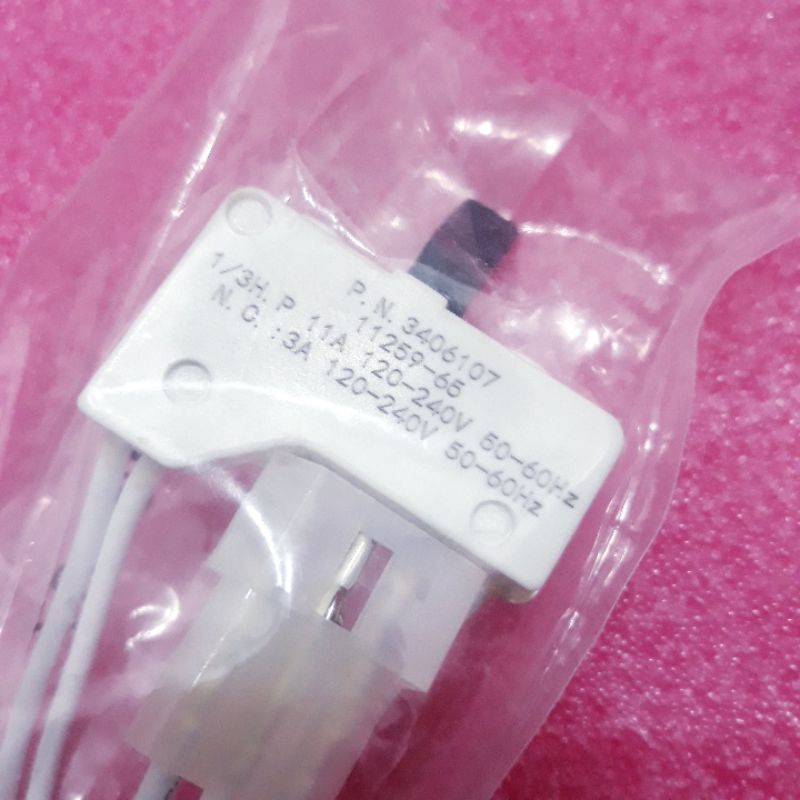 P. N. 3406107
11259-65
1/3H. P 11A 120-240V 50-60Hz
N. C. :3A 120-240V 50-60Hz